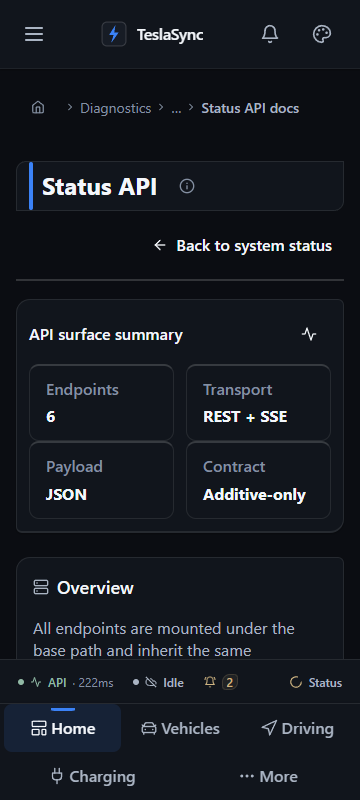 TeslaSync
Diagnostics > ... > Status API docs
Status API
← Back to system status
API surface summary
Endpoints
6
Transport
REST + SSE
Payload
JSON
Contract
Additive-only
Overview
All endpoints are mounted under the
base path and inherit the same
API · 222ms
Idle
2
Status
Home
Vehicles
Driving
Charging
More